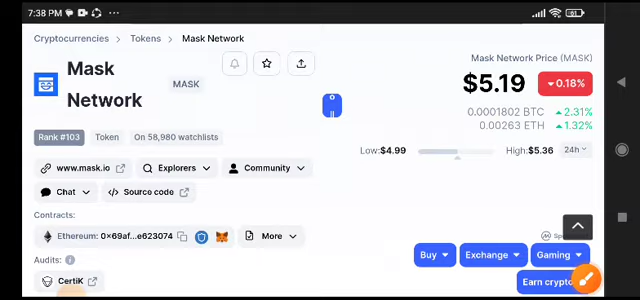 7:38 PM
61
Cryptocurrencies > Tokens > Mask Network
Mask Network
MASK
Mask Network Price (MASK)
$5.19
▾0.18%
0.0001802 BTC ▴2.31%
0.00263 ETH ▴1.32%
Rank #103
Token
On 58,980 watchlists
Low:$4.99
High:$5.36
24h
www.mask.io
Explorers
Community
Chat
Source code
Contracts:
Ethereum: 0x69af...e623074
More
Buy
Exchange
Gaming
Audits:
CertiK
Earn crypto